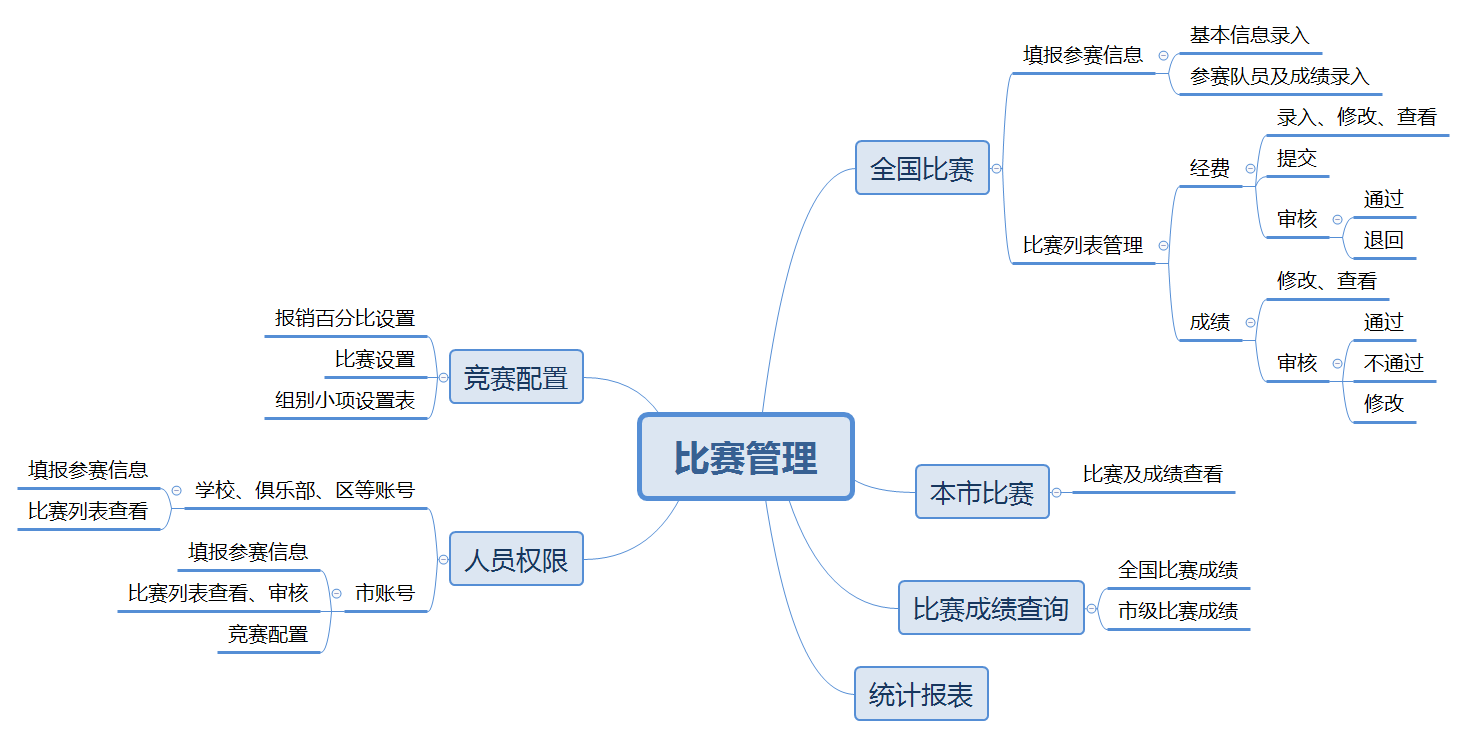 比赛管理
全国比赛
填报参赛信息
基本信息录入
参赛队员及成绩录入
比赛列表管理
经费
录入、修改、查看
提交
审核
通过
退回
成绩
修改、查看
审核
通过
不通过
修改
本市比赛
比赛及成绩查看
比赛成绩查询
全国比赛成绩
市级比赛成绩
统计报表
竞赛配置
报销百分比设置
比赛设置
组别小项设置表
人员权限
学校、俱乐部、区等账号
填报参赛信息
比赛列表查看
市账号
填报参赛信息
比赛列表查看、审核
竞赛配置